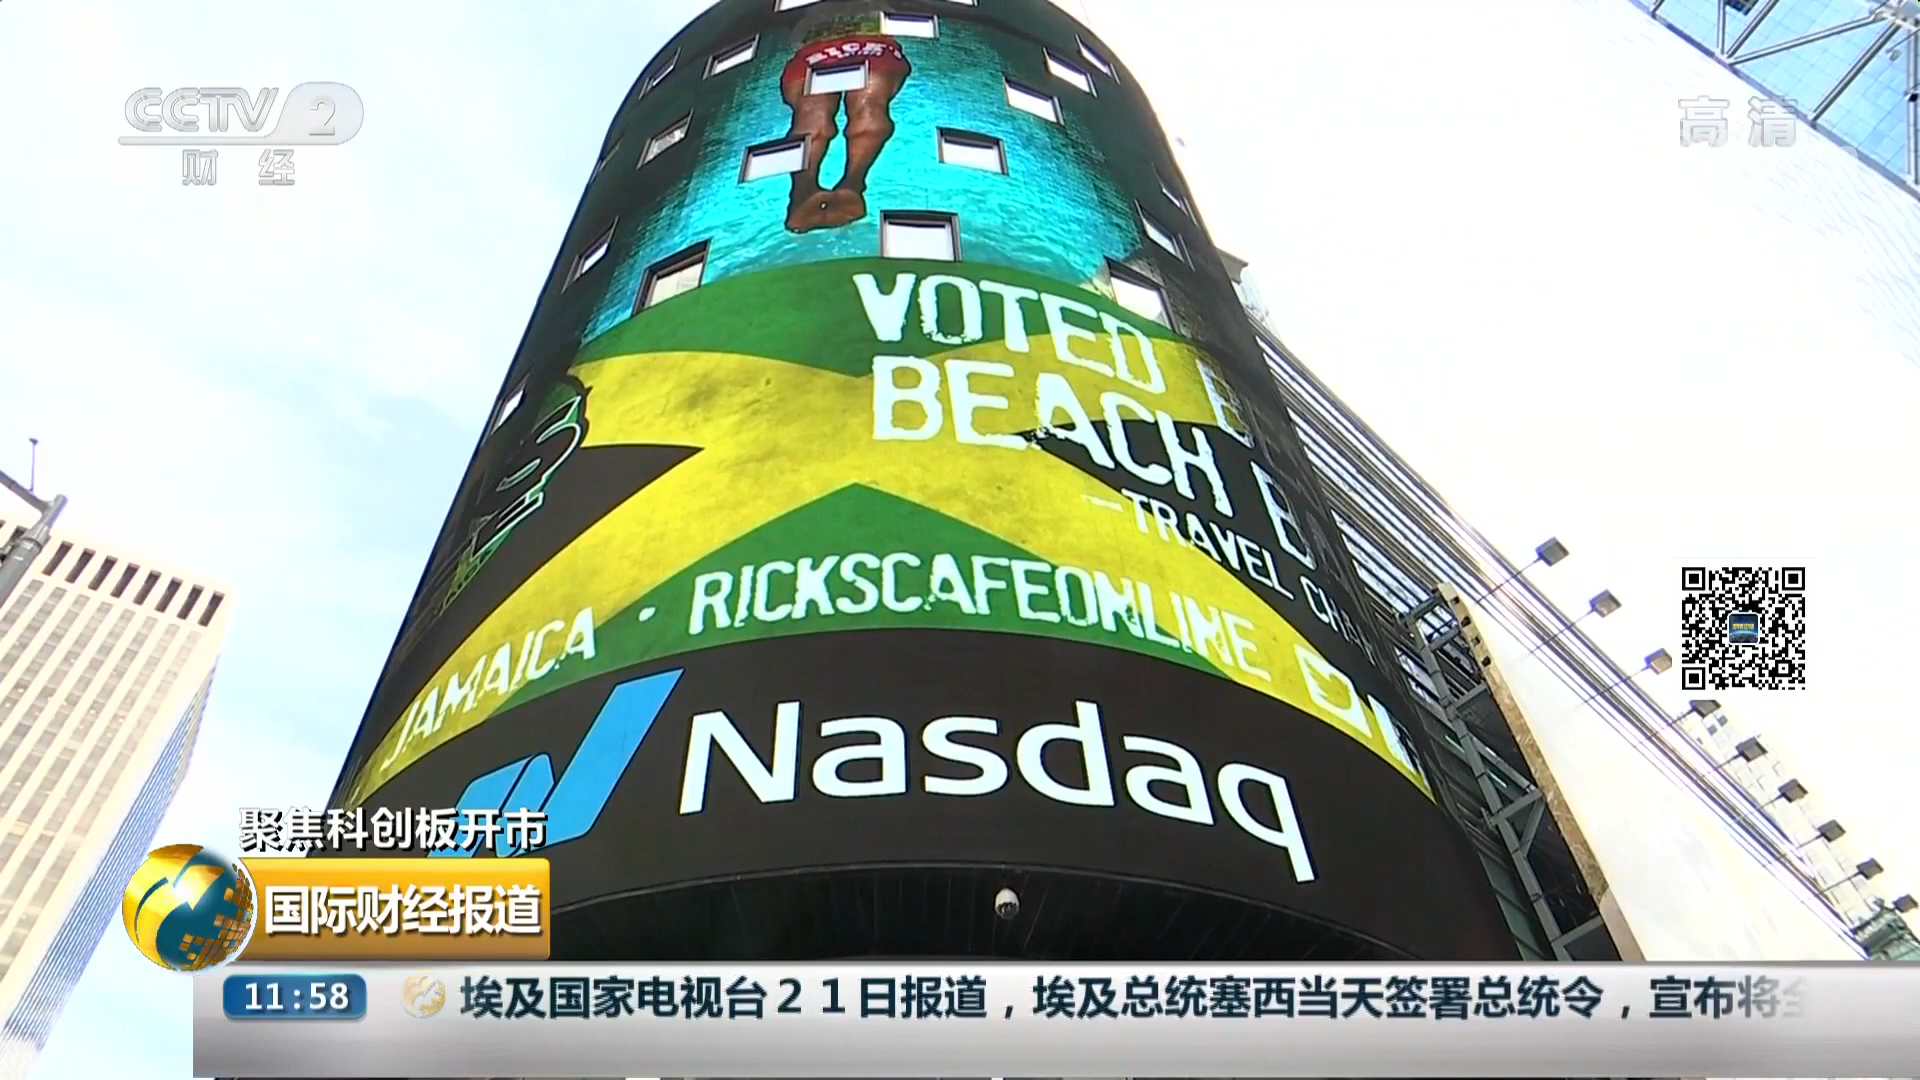 CCTV 2
财 经
高 清
RICK'S
VOTED
BEACH
—TRAVEL
JAMAICA · RICKSCAFEONLINE
Nasdaq
聚焦科创板开市
国际财经报道
11:58
埃及国家电视台21日报道，埃及总统塞西当天签署总统令，宣布将全